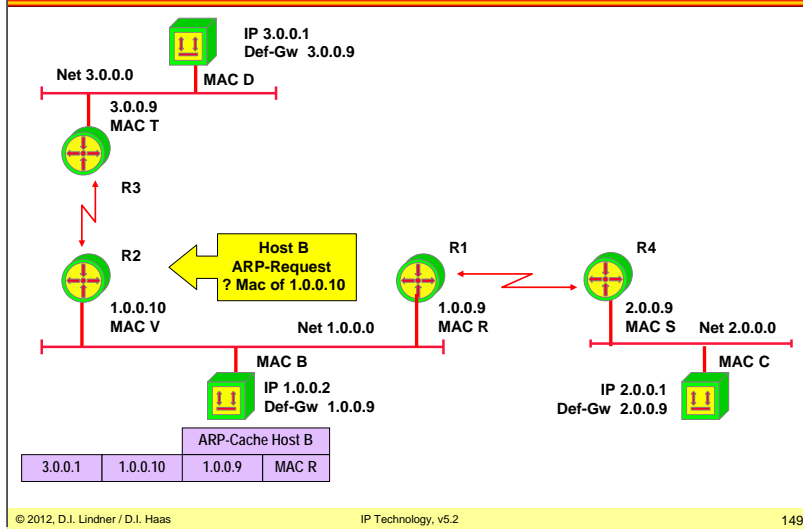 IP 3.0.0.1
Def-Gw 3.0.0.9
Net 3.0.0.0
MAC D
3.0.0.9
MAC T
R3
R2
Host B
ARP-Request
? Mac of 1.0.0.10
R1
R4
1.0.0.10
MAC V
Net 1.0.0.0
1.0.0.9
MAC R
2.0.0.9
MAC S
Net 2.0.0.0
MAC B
MAC C
IP 1.0.0.2
Def-Gw 1.0.0.9
IP 2.0.0.1
Def-Gw 2.0.0.9
ARP-Cache Host B
3.0.0.1 1.0.0.10 1.0.0.9 MAC R
© 2012, D.I. Lindner / D.I. Haas IP Technology, v5.2 149